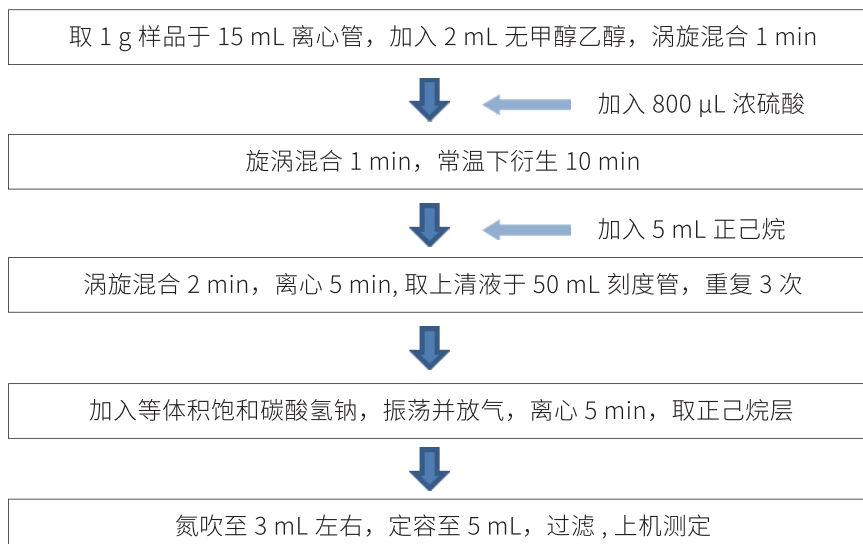 取 1 g 样品于 15 mL 离心管，加入 2 mL 无甲醇乙醇，涡旋混合 1 min
加入 800 μL 浓硫酸
旋涡混合 1 min，常温下衍生 10 min
加入 5 mL 正己烷
涡旋混合 2 min，离心 5 min, 取上清液于 50 mL 刻度管，重复 3 次
加入等体积饱和碳酸氢钠，振荡并放气，离心 5 min，取正己烷层
氮吹至 3 mL 左右，定容至 5 mL，过滤 , 上机测定